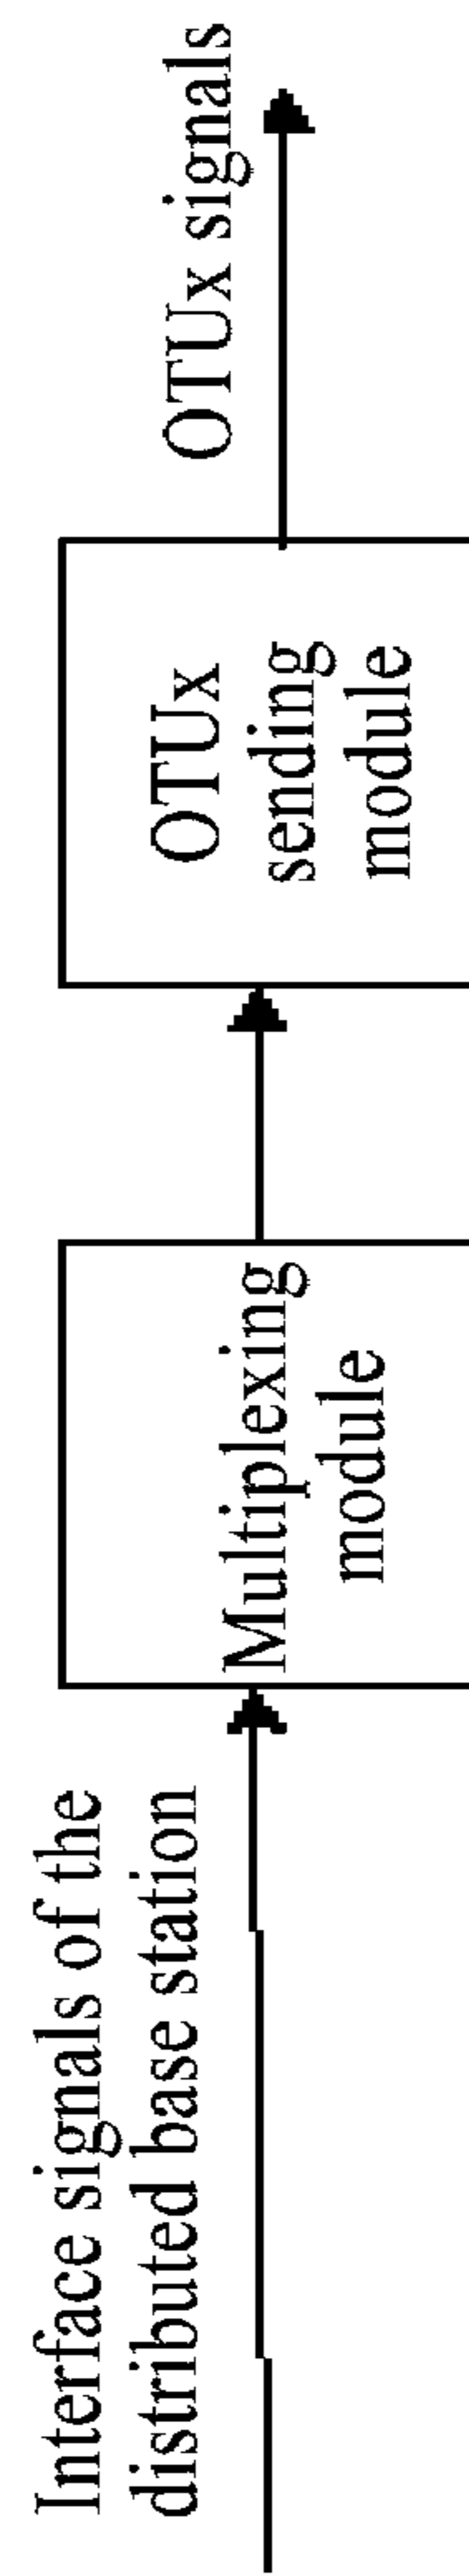 Interface signals of the
distributed base station
Multiplexing
module
OTUx
sending
module
OTUx signals